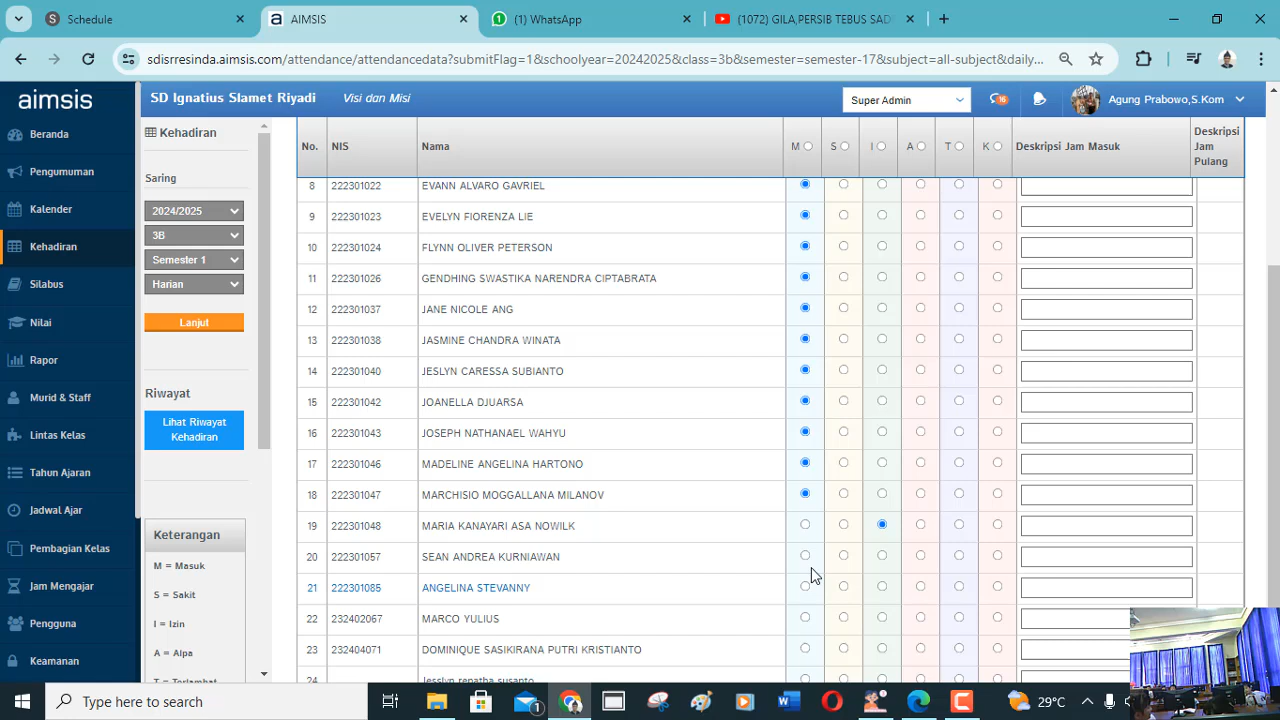 Schedule
AIMSIS
(1) WhatsApp
(1072) GILA,PERSIB TEBUS SAD
sdisrresinda.aimsis.com/attendance/attendancedata?submitFlag=1&schoolyear=20242025&class=3b&semester=semester-17&subject=all-subject&daily...
aimsis
SD Ignatius Slamet Riyadi
Visi dan Misi
Super Admin
16
Agung Prabowo,S.Kom
Beranda
Pengumuman
Kalender
Kehadiran
Silabus
Nilai
Rapor
Murid & Staff
Lintas Kelas
Tahun Ajaran
Jadwal Ajar
Pembagian Kelas
Jam Mengajar
Pengguna
Keamanan
Kehadiran
Saring
2024/2025
3B
Semester 1
Harian
Lanjut
Riwayat
Lihat Riwayat
Kehadiran
Keterangan
M = Masuk
S = Sakit
I = Izin
A = Alpa
T = Terlambat
No. NIS Nama M S I A T K Deskripsi Jam Masuk Deskripsi Jam Pulang
8 222301022 EVANN ALVARO GAVRIEL
9 222301023 EVELYN FIORENZA LIE
10 222301024 FLYNN OLIVER PETERSON
11 222301026 GENDHING SWASTIKA NARENDRA CIPTABRATA
12 222301037 JANE NICOLE ANG
13 222301038 JASMINE CHANDRA WINATA
14 222301040 JESLYN CARESSA SUBIANTO
15 222301042 JOANELLA DJUARSA
16 222301043 JOSEPH NATHANAEL WAHYU
17 222301046 MADELINE ANGELINA HARTONO
18 222301047 MARCHISIO MOGGALLANA MILANOV
19 222301048 MARIA KANAYARI ASA NOWILK
20 222301057 SEAN ANDREA KURNIAWAN
21 222301085 ANGELINA STEVANNY
22 232402067 MARCO YULIUS
23 232404071 DOMINIQUE SASIKIRANA PUTRI KRISTIANTO
24 Jesslyn repatha susanto
Type here to search
1
29°C